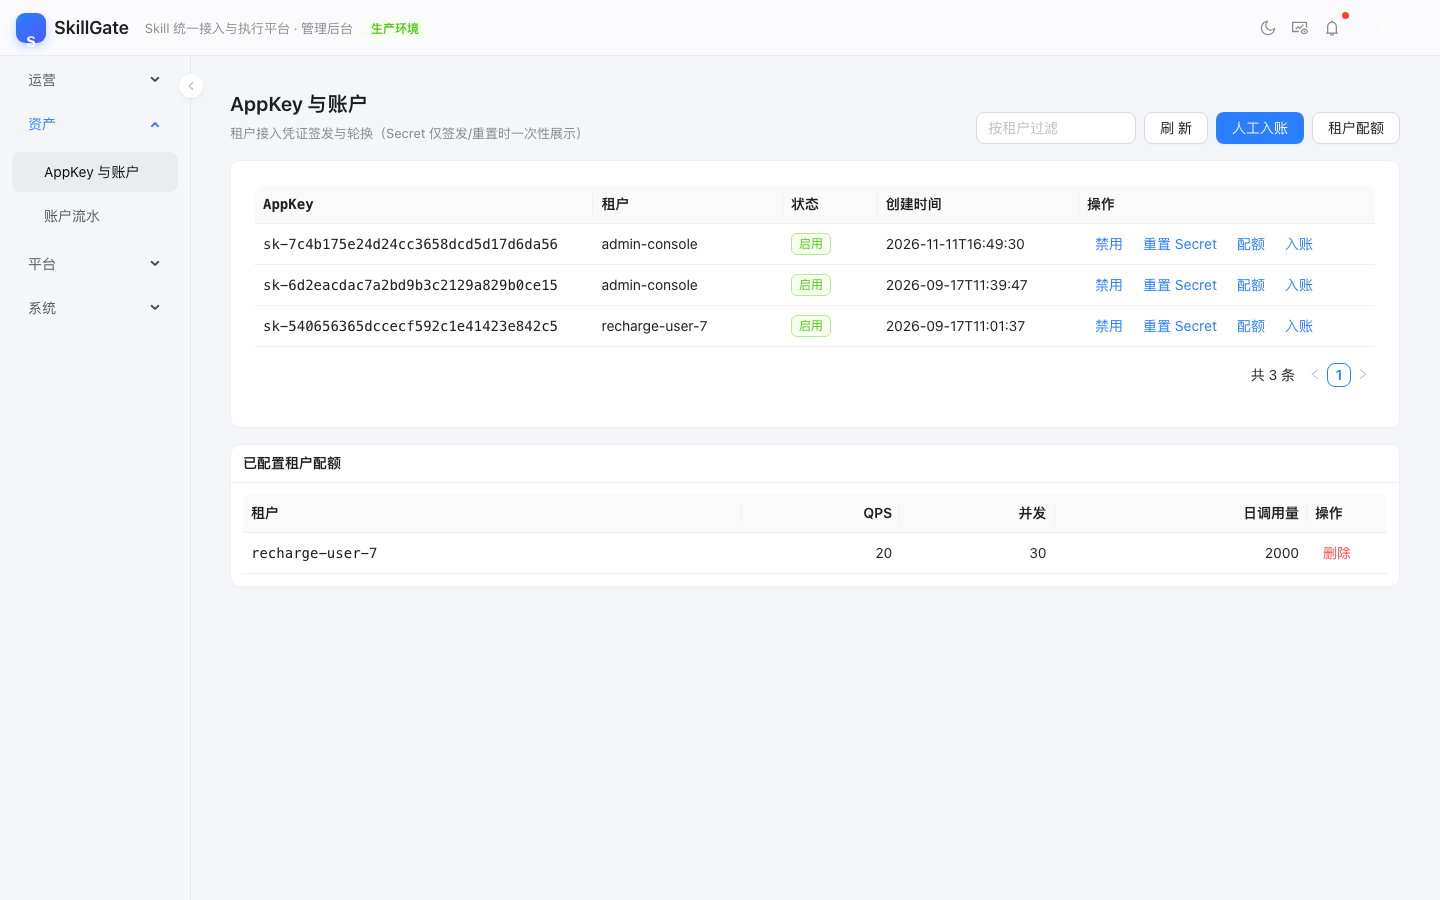 S
SkillGate
Skill 统一接入与执行平台 · 管理后台
生产环境
运营
资产
AppKey 与账户
账户流水
平台
系统
AppKey 与账户
租户接入凭证签发与轮换（Secret 仅签发/重置时一次性展示）
按租户过滤
刷 新
人工入账
租户配额
AppKey 租户 状态 创建时间 操作
sk-7c4b175e24d24cc3658dcd5d17d6da56 admin-console 启用 2026-11-11T16:49:30 禁用 重置 Secret 配额 入账
sk-6d2eacdac7a2bd9b3c2129a829b0ce15 admin-console 启用 2026-09-17T11:39:47 禁用 重置 Secret 配额 入账
sk-540656365dccecf592c1e41423e842c5 recharge-user-7 启用 2026-09-17T11:01:37 禁用 重置 Secret 配额 入账
共 3 条 1
已配置租户配额
租户 QPS 并发 日调用量 操作
recharge-user-7 20 30 2000 删除